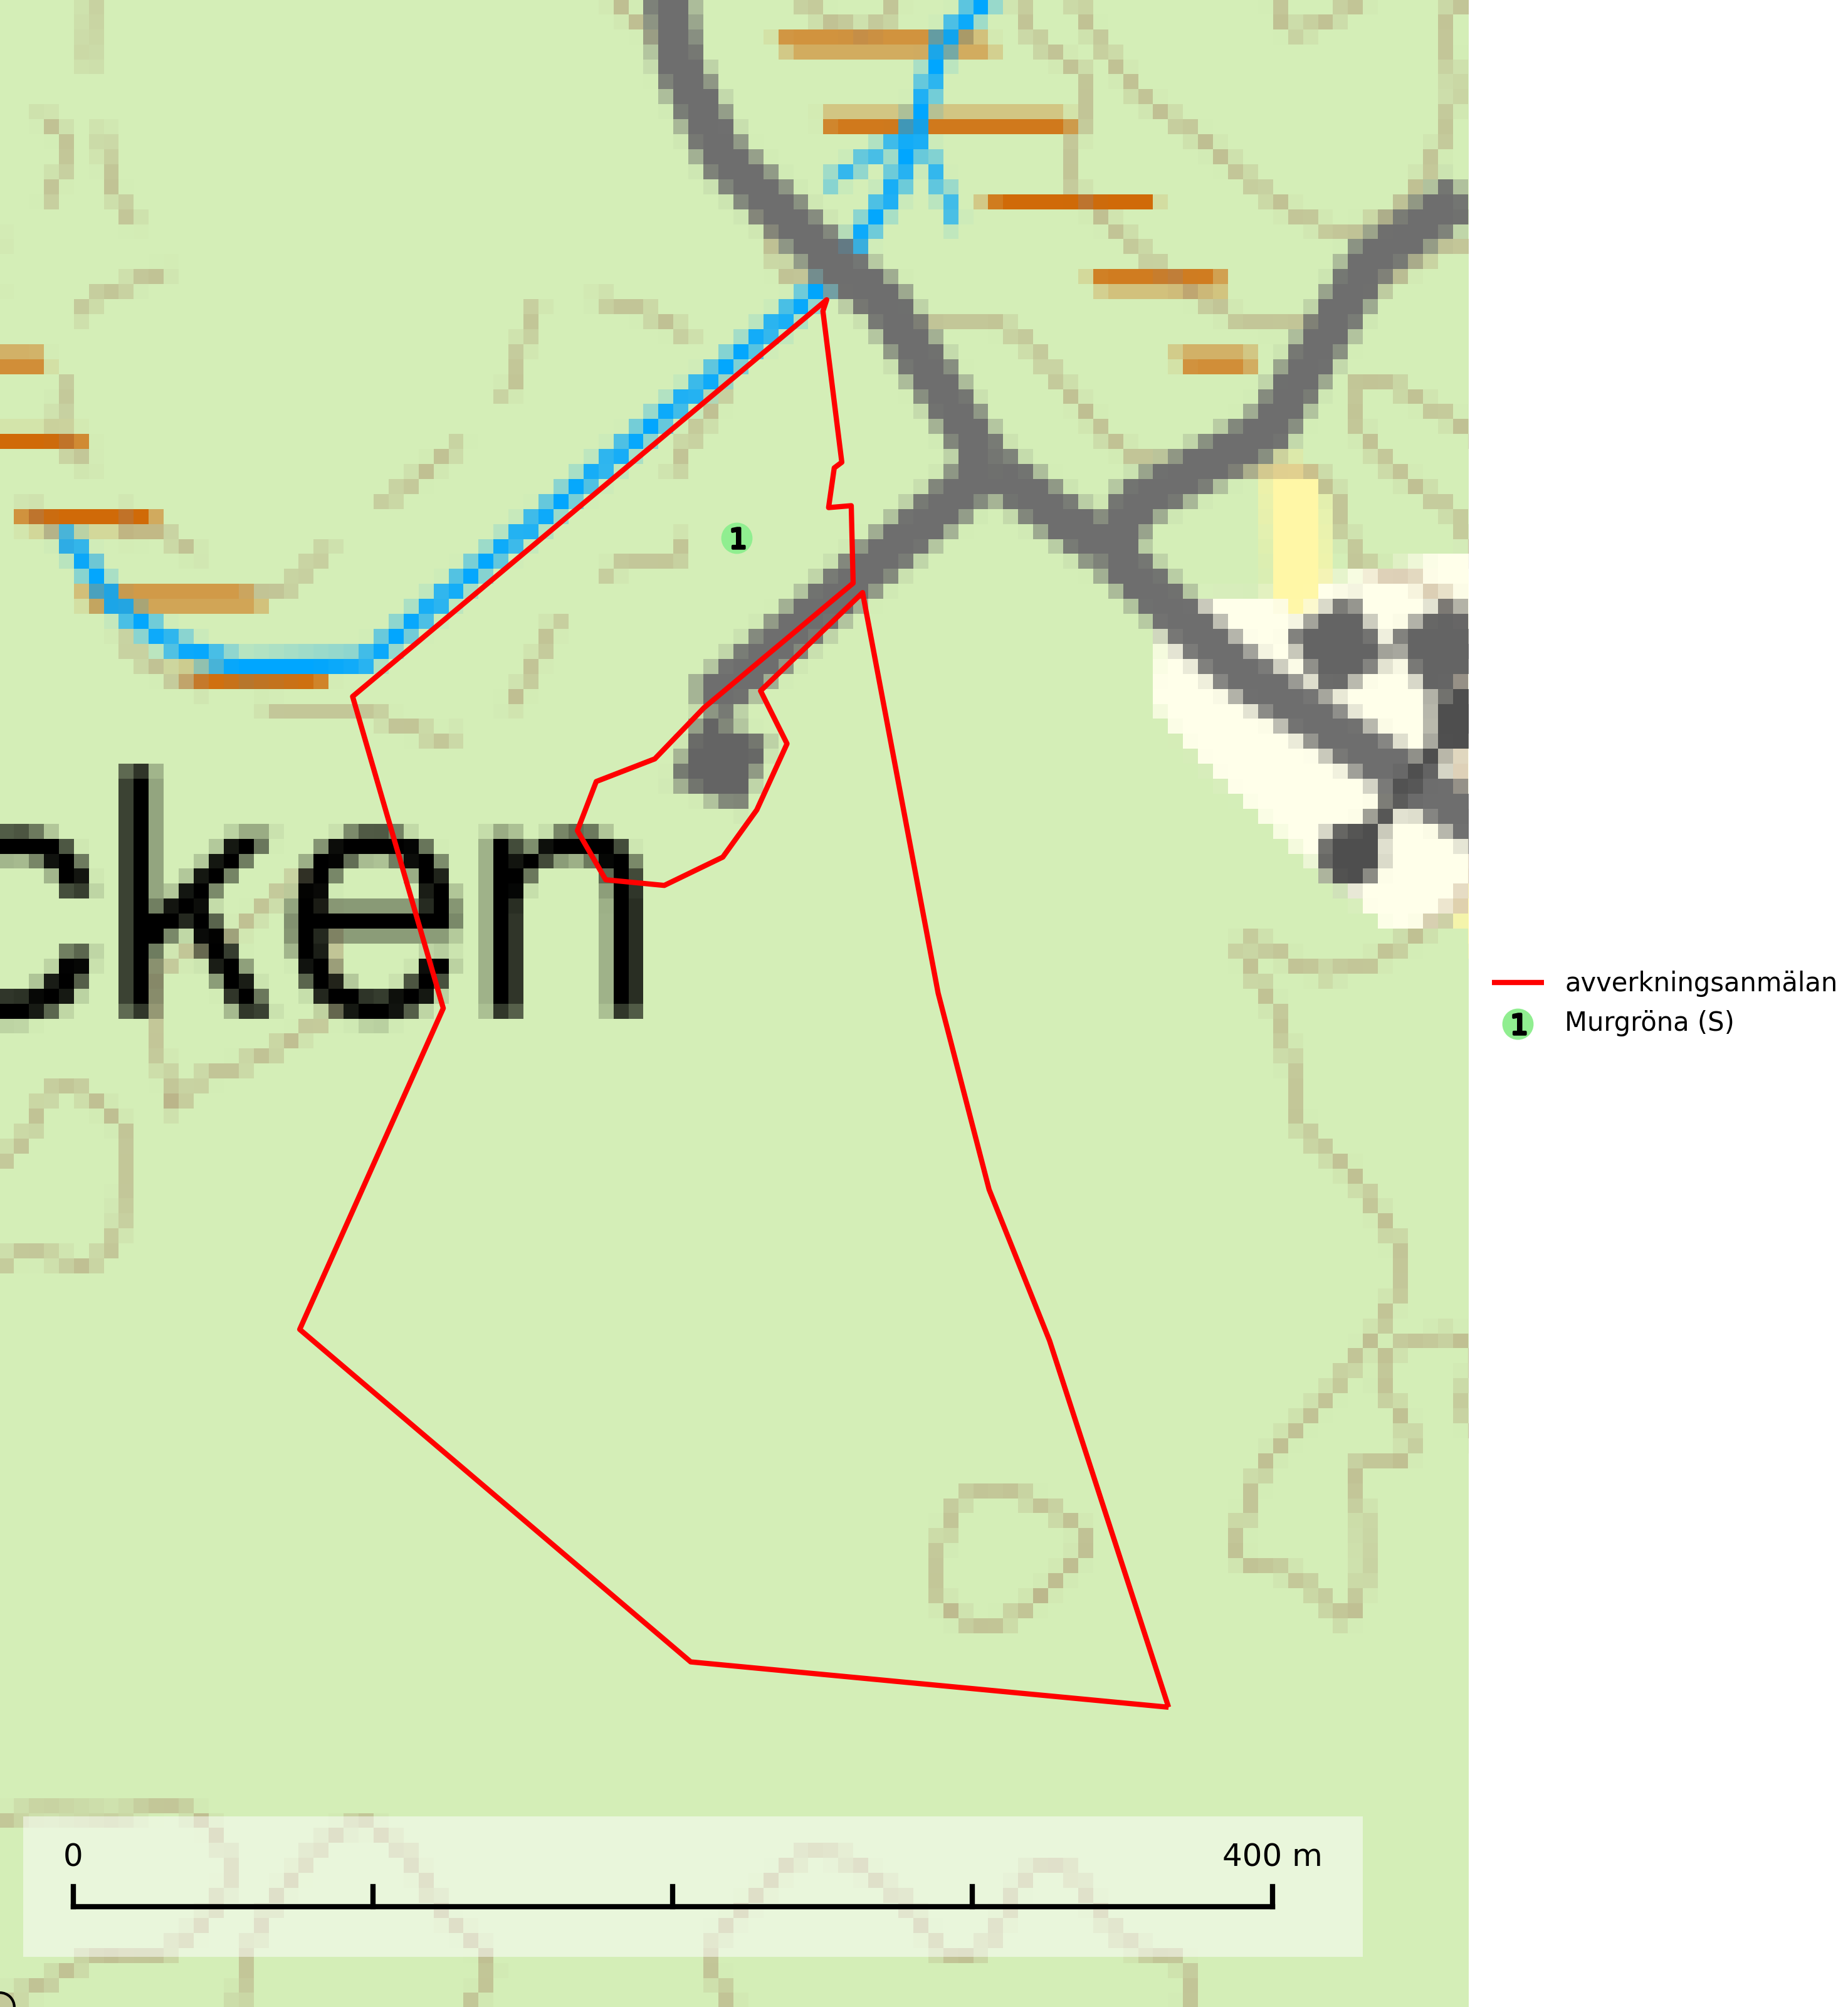 1
cken
avverkningsanmälan
1 Murgröna (S)
0 400 m